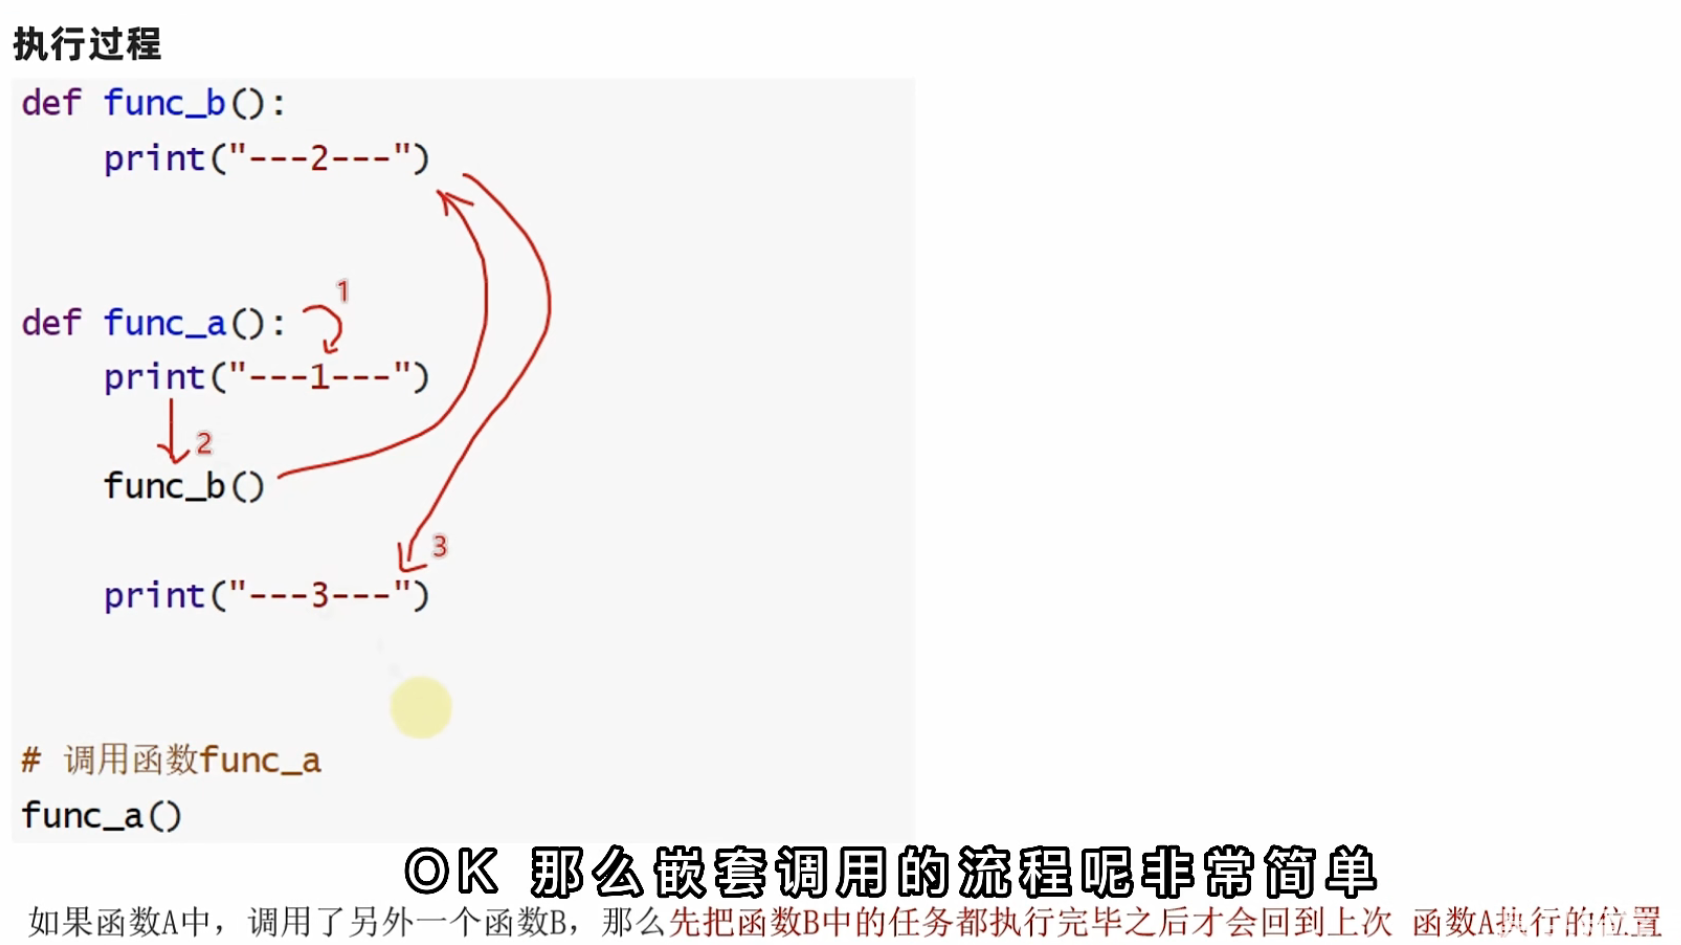 执行过程
def func_b():
print("---2---")
def func_a():
1
print("---1---")
2
func_b()
3
print("---3---")
# 调用函数func_a
func_a()
OK 那么嵌套调用的流程呢非常简单
如果函数A中，调用了另外一个函数B，那么先把函数B中的任务都执行完毕之后才会回到上次 函数A执行的位置